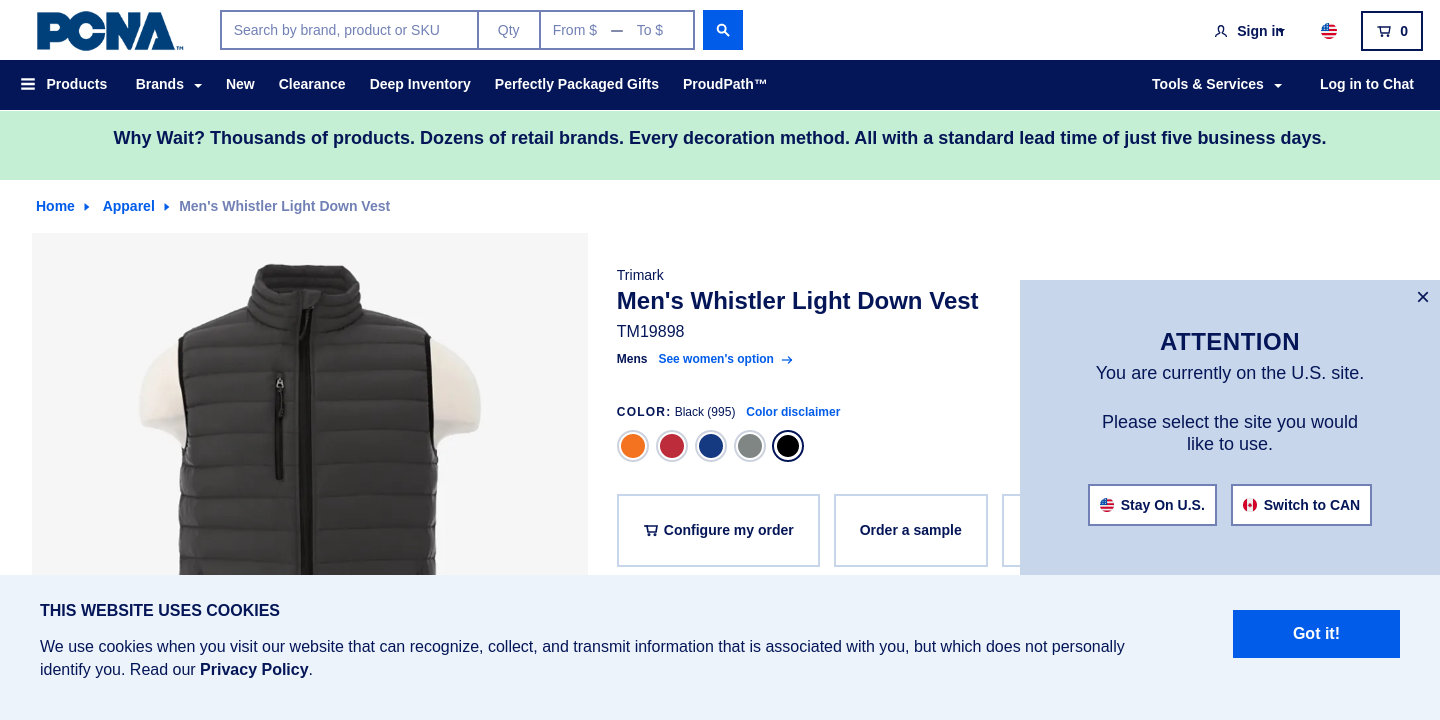 PCNA™
Search by brand, product or SKU
Qty
From $ — To $
Sign in
0
Products
Brands
New
Clearance
Deep Inventory
Perfectly Packaged Gifts
ProudPath™
Tools & Services
Log in to Chat
Why Wait? Thousands of products. Dozens of retail brands. Every decoration method. All with a standard lead time of just five business days.
Home
Apparel
Men's Whistler Light Down Vest
Trimark
Men's Whistler Light Down Vest
TM19898
Mens See women's option →
COLOR: Black (995) Color disclaimer
Configure my order
Order a sample
×
ATTENTION
You are currently on the U.S. site.
Please select the site you would
like to use.
Stay On U.S.
Switch to CAN
THIS WEBSITE USES COOKIES
We use cookies when you visit our website that can recognize, collect, and transmit information that is associated with you, but which does not personally
identify you. Read our Privacy Policy.
Got it!